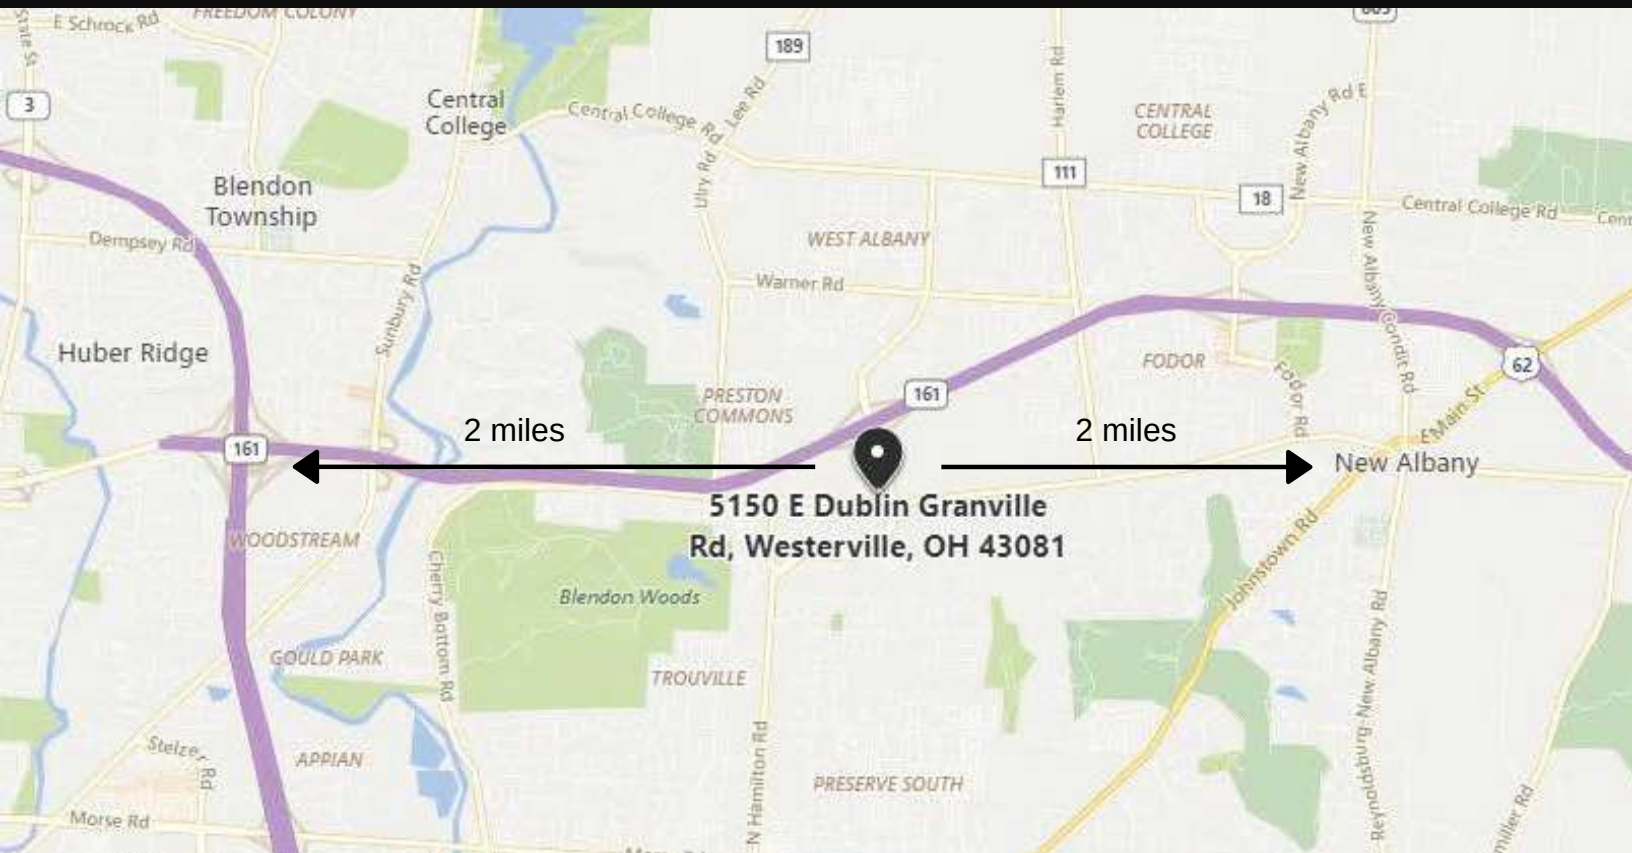 FREEDOM COLONY
E Schrock Rd
State St
189
3
Central
College
Central College Rd
Lee Rd
Ulry Rd
Harlem Rd
CENTRAL
COLLEGE
New Albany Rd E
111
18
Central College Rd
Blendon
Township
Dempsey Rd
WEST ALBANY
Warner Rd
Sunbury Rd
New Albany Condit Rd
Huber Ridge
PRESTON
COMMONS
161
FODOR
Fodor Rd
62
E Main St
2 miles
2 miles
161
New Albany
5150 E Dublin Granville
Rd, Westerville, OH 43081
WOODSTREAM
Cherry Bottom Rd
Blendon Woods
Johnstown Rd
GOULD PARK
TROUVILLE
Reynoldsburg-New Albany Rd
Stelzer Rd
APPIAN
N Hamilton Rd
PRESERVE SOUTH
Morse Rd